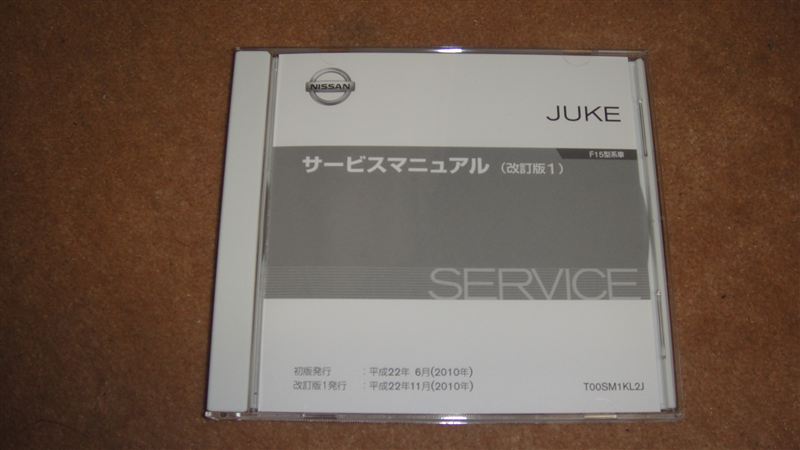 NISSAN
JUKE
F15型系車
サービスマニュアル（改訂版1）
SERVICE
初版発行　：平成22年 6月(2010年)
改訂版1発行　：平成22年11月(2010年)
T00SM1KL2J